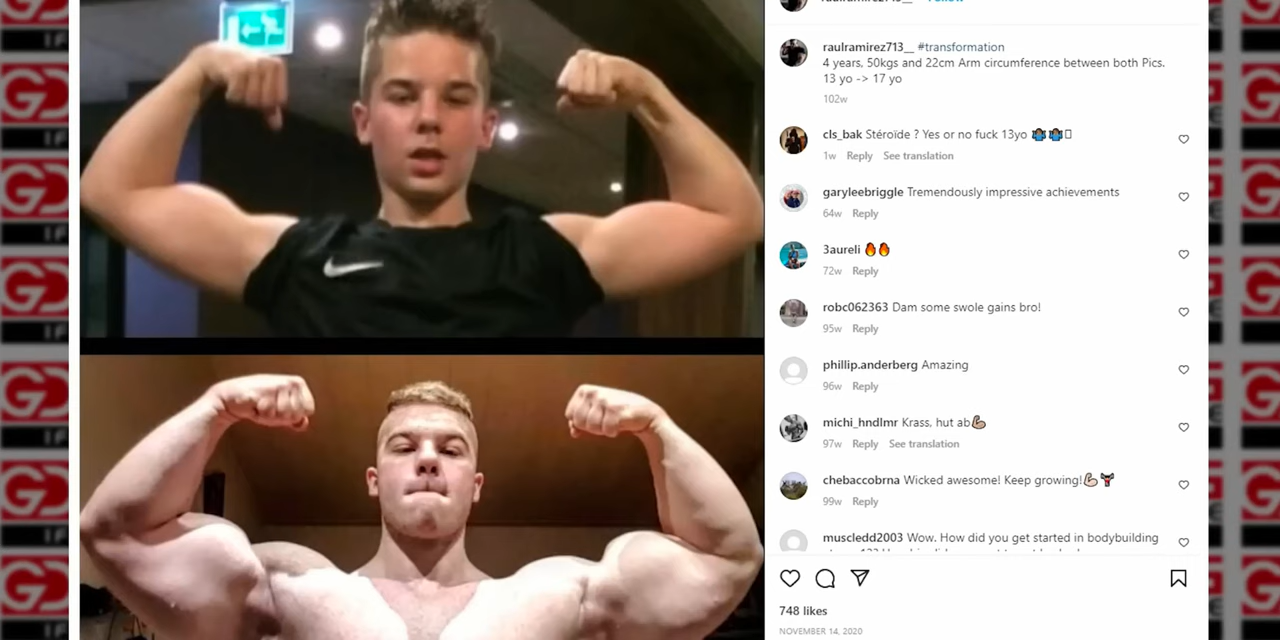 raulramirez713__ #transformation
4 years, 50kgs and 22cm Arm circumference between both Pics.
13 yo -> 17 yo
102w
cls_bak Stéroïde ? Yes or no fuck 13yo
1w Reply See translation
garyleebriggle Tremendously impressive achievements
64w Reply
3aureli 🔥🔥
72w Reply
robc062363 Dam some swole gains bro!
95w Reply
phillip.anderberg Amazing
96w Reply
michi_hndlmr Krass, hut ab💪🏼
97w Reply See translation
chebaccobrna Wicked awesome! Keep growing!💪🏼
99w Reply
muscledd2003 Wow. How did you get started in bodybuilding
748 likes
NOVEMBER 14, 2020